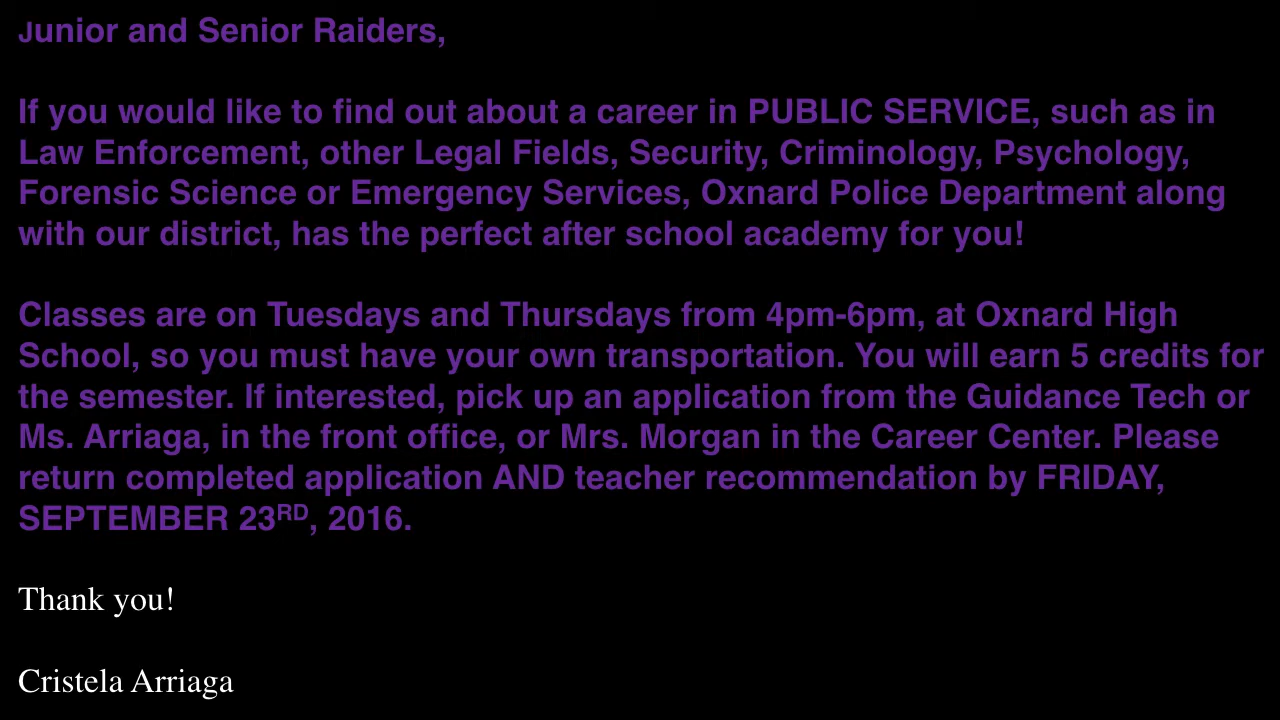 Junior and Senior Raiders,
If you would like to find out about a career in PUBLIC SERVICE, such as in
Law Enforcement, other Legal Fields, Security, Criminology, Psychology,
Forensic Science or Emergency Services, Oxnard Police Department along
with our district, has the perfect after school academy for you!
Classes are on Tuesdays and Thursdays from 4pm-6pm, at Oxnard High
School, so you must have your own transportation. You will earn 5 credits for
the semester. If interested, pick up an application from the Guidance Tech or
Ms. Arriaga, in the front office, or Mrs. Morgan in the Career Center. Please
return completed application AND teacher recommendation by FRIDAY,
SEPTEMBER 23RD, 2016.
Thank you!
Cristela Arriaga